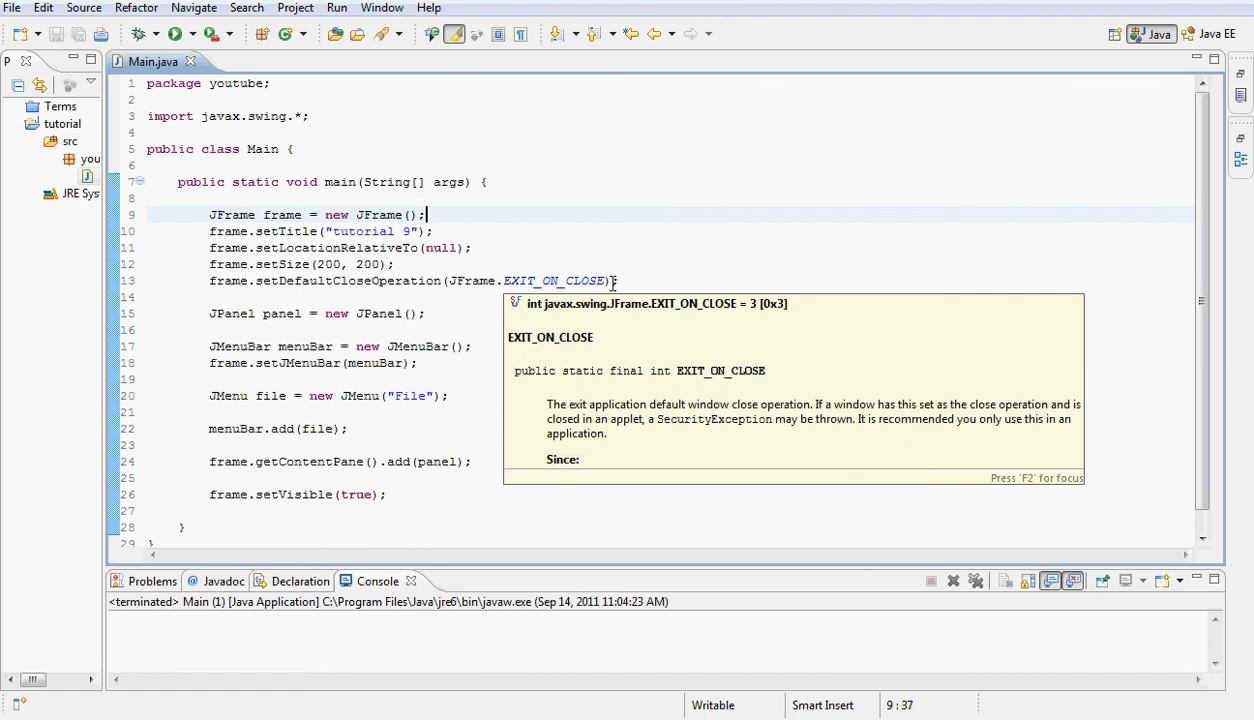 File Edit Source Refactor Navigate Search Project Run Window Help
Java Java EE
P
Main.java
Terms
tutorial
src
you
J
JRE Sys
1 package youtube;
2
3 import javax.swing.*;
4
5 public class Main {
6
7 public static void main(String[] args) {
8
9 JFrame frame = new JFrame();
10 frame.setTitle("tutorial 9");
11 frame.setLocationRelativeTo(null);
12 frame.setSize(200, 200);
13 frame.setDefaultCloseOperation(JFrame.EXIT_ON_CLOSE);
14
15 JPanel panel = new JPanel();
16
17 JMenuBar menuBar = new JMenuBar();
18 frame.setJMenuBar(menuBar);
19
20 JMenu file = new JMenu("File");
21
22 menuBar.add(file);
23
24 frame.getContentPane().add(panel);
25
26 frame.setVisible(true);
27
28 }
29 }
int javax.swing.JFrame.EXIT_ON_CLOSE = 3 [0x3]
EXIT_ON_CLOSE
public static final int EXIT_ON_CLOSE
The exit application default window close operation. If a window has this set as the close operation and is
closed in an applet, a SecurityException may be thrown. It is recommended you only use this in an
application.
Since:
Press 'F2' for focus
Problems @ Javadoc Declaration Console
<terminated> Main (1) [Java Application] C:\Program Files\Java\jre6\bin\javaw.exe (Sep 14, 2011 11:04:23 AM)
Writable Smart Insert 9 : 37